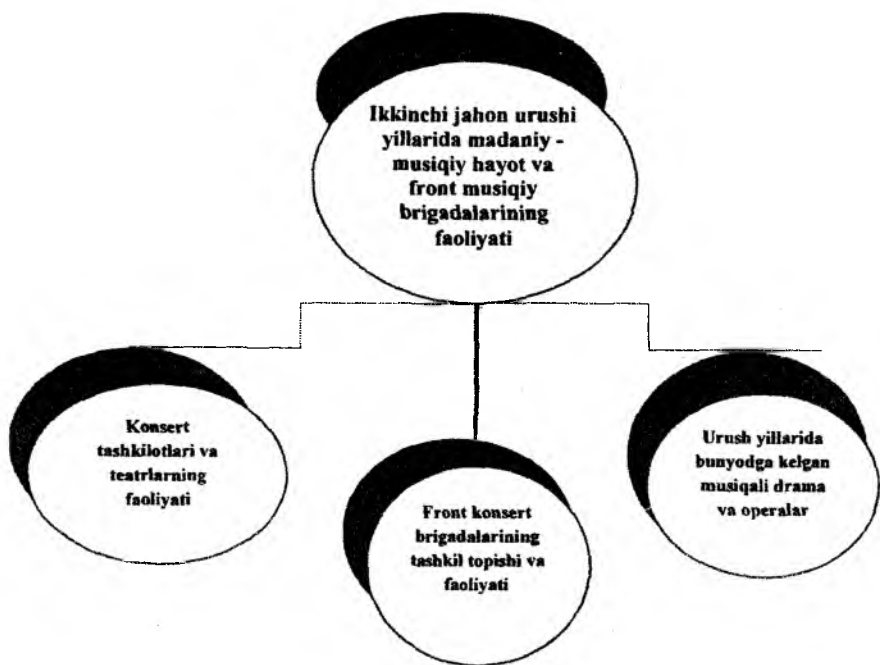 Ikkinchi jahon urushi
yillarida madaniy -
musiqiy hayot va
front musiqiy
brigadalarining
faoliyati
Konsert
tashkilotlari va
teatrlarning
faoliyati
Front konsert
brigadalarining
tashkil topishi va
faoliyati
Urush yillarida
bunyodga kelgan
musiqali drama
va operalar